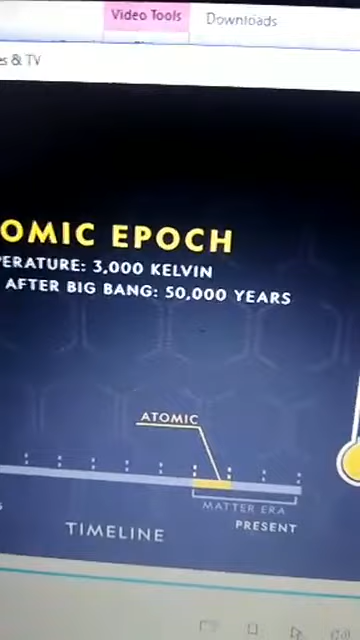 Video Tools Downloads
es & TV
OMIC EPOCH
PERATURE: 3,000 KELVIN
AFTER BIG BANG: 50,000 YEARS
ATOMIC
MATTER ERA
PRESENT
TIMELINE